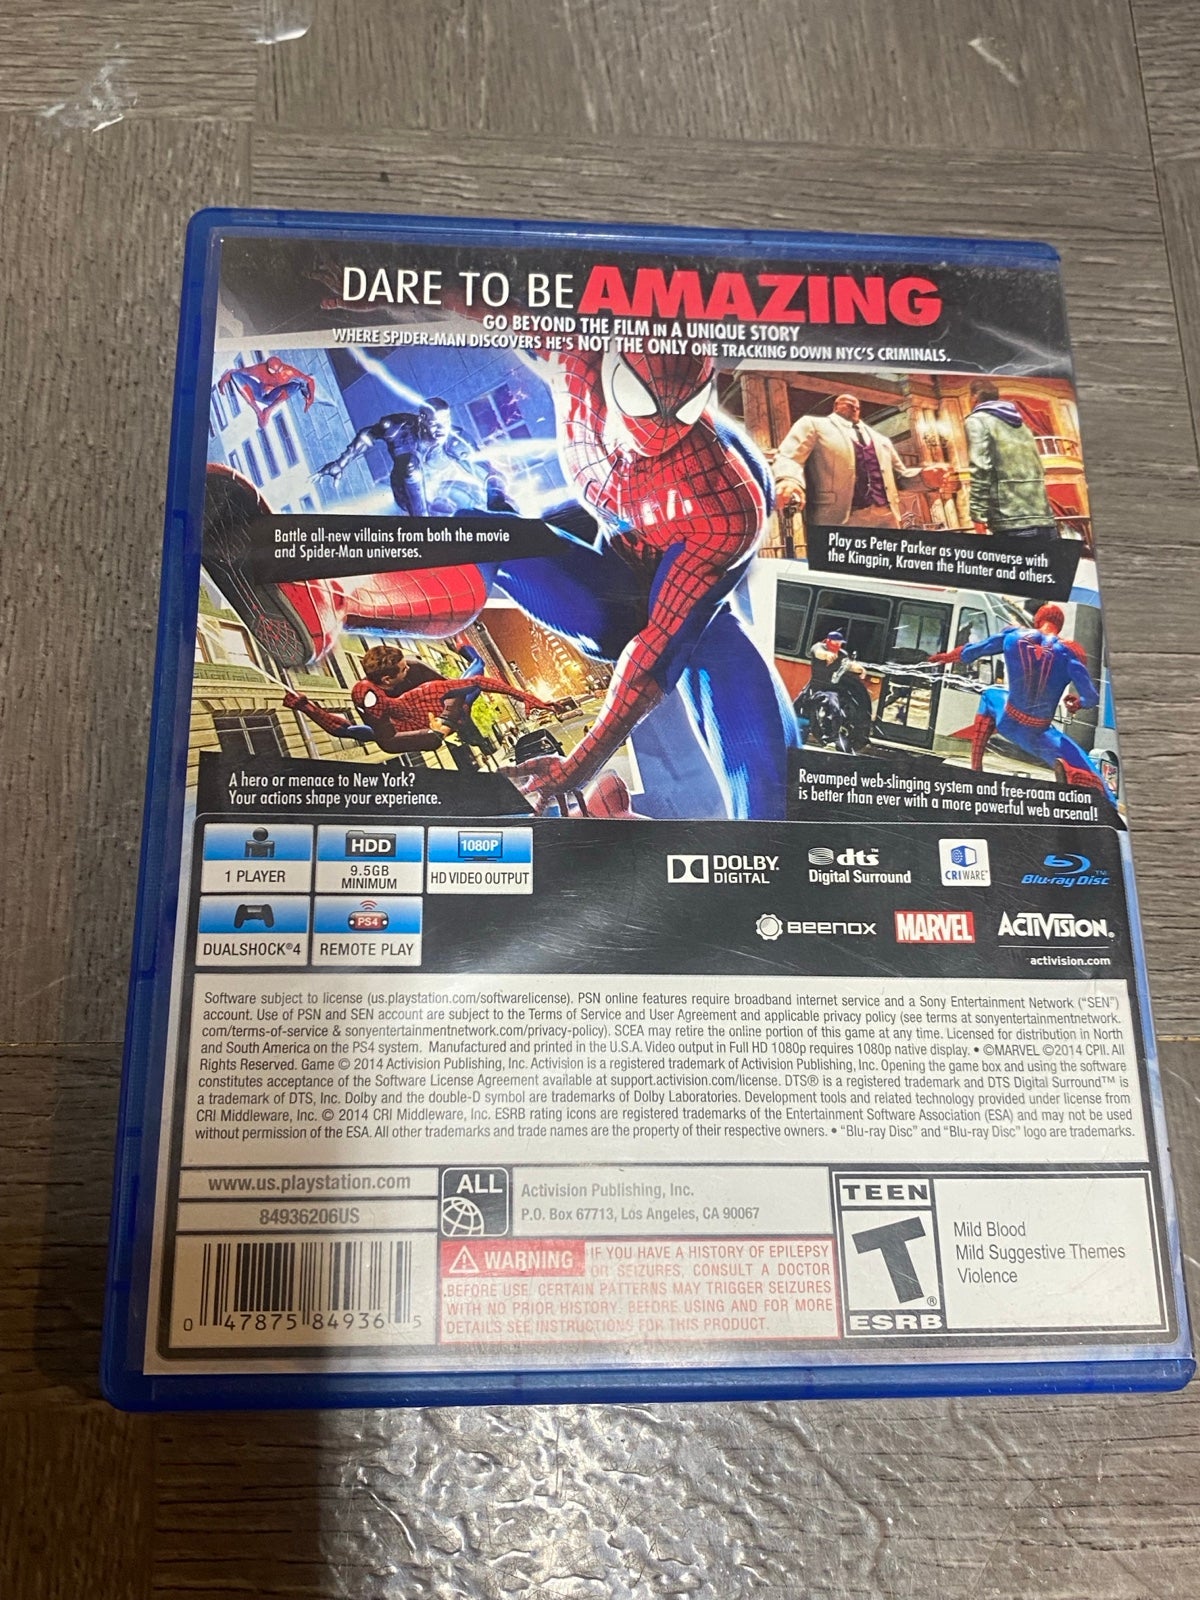 DARE TO BE AMAZING
GO BEYOND THE FILM IN A UNIQUE STORY
WHERE SPIDER-MAN DISCOVERS HE'S NOT THE ONLY ONE TRACKING DOWN NYC'S CRIMINALS.
Battle all-new villains from both the movie
and Spider-Man universes.
Play as Peter Parker as you converse with
the Kingpin, Kraven the Hunter and others.
A hero or menace to New York?
Your actions shape your experience.
Revamped web-slinging system and free-roam action
is better than ever with a more powerful web arsenal!
1 PLAYER
HDD
9.5GB
MINIMUM
1080P
HD VIDEO OUTPUT
DUALSHOCK®4
PS4
REMOTE PLAY
DOLBY
DIGITAL
dts™
Digital Surround
CRIWARE
Blu-ray Disc™
BEENOX
MARVEL
ACTIVISION®
activision.com
Software subject to license (us.playstation.com/softwarelicense). PSN online features require broadband internet service and a Sony Entertainment Network ("SEN")
account. Use of PSN and SEN account are subject to the Terms of Service and User Agreement and applicable privacy policy (see terms at sonyentertainmentnetwork.
com/terms-of-service & sonyentertainmentnetwork.com/privacy-policy). SCEA may retire the online portion of this game at any time. Licensed for distribution in North
and South America on the PS4 system. Manufactured and printed in the U.S.A. Video output in Full HD 1080p requires 1080p native display. • ©MARVEL ©2014 CPII. All
Rights Reserved. Game © 2014 Activision Publishing, Inc. Activision is a registered trademark of Activision Publishing, Inc. Opening the game box and using the software
constitutes acceptance of the Software License Agreement available at support.activision.com/license. DTS® is a registered trademark and DTS Digital Surround™ is
a trademark of DTS, Inc. Dolby and the double-D symbol are trademarks of Dolby Laboratories. Development tools and related technology provided under license from
CRI Middleware, Inc. © 2014 CRI Middleware, Inc. ESRB rating icons are registered trademarks of the Entertainment Software Association (ESA) and may not be used
without permission of the ESA. All other trademarks and trade names are the property of their respective owners. • "Blu-ray Disc" and "Blu-ray Disc" logo are trademarks.
www.us.playstation.com
84936206US
ALL
Activision Publishing, Inc.
P.O. Box 67713, Los Angeles, CA 90067
WARNING IF YOU HAVE A HISTORY OF EPILEPSY
OR SEIZURES, CONSULT A DOCTOR
BEFORE USE. CERTAIN PATTERNS MAY TRIGGER SEIZURES
WITH NO PRIOR HISTORY. BEFORE USING AND FOR MORE
DETAILS SEE INSTRUCTIONS FOR THIS PRODUCT.
0 47875 84936 5
TEEN
T®
ESRB
Mild Blood
Mild Suggestive Themes
Violence